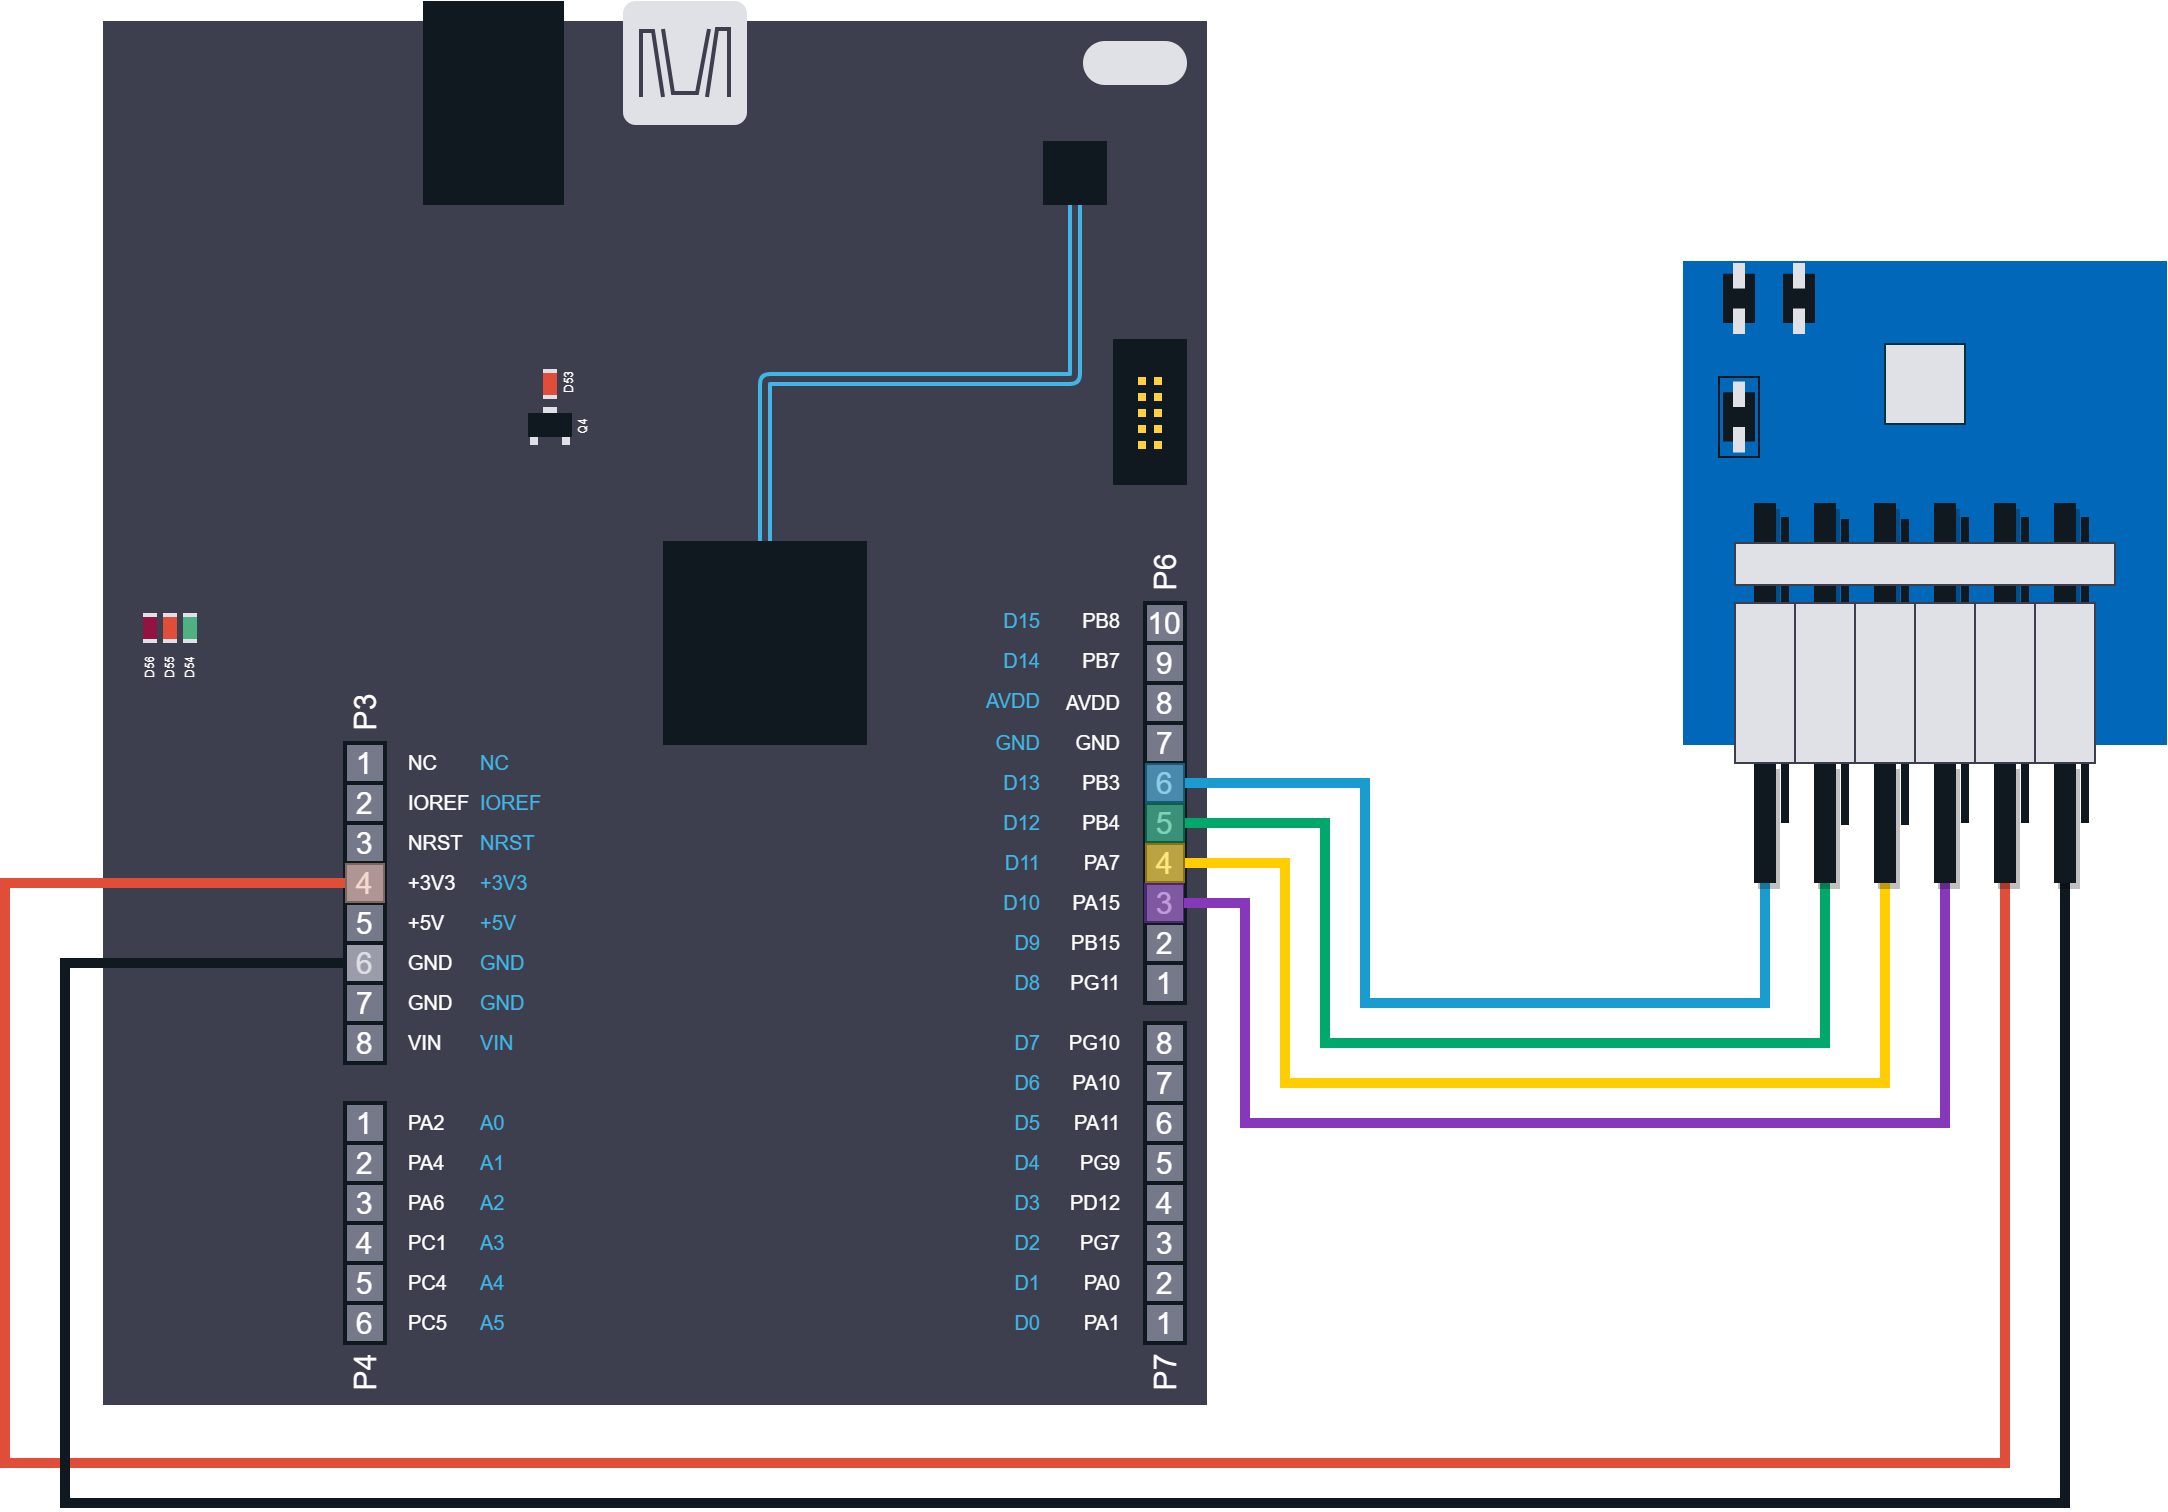 D53
Q4
D56
D55
D54
P3
1 NC NC
2 IOREF IOREF
3 NRST NRST
4 +3V3 +3V3
5 +5V +5V
6 GND GND
7 GND GND
8 VIN VIN
1 PA2 A0
2 PA4 A1
3 PA6 A2
4 PC1 A3
5 PC4 A4
6 PC5 A5
P4
P6
D15 PB8 10
D14 PB7 9
AVDD AVDD 8
GND GND 7
D13 PB3 6
D12 PB4 5
D11 PA7 4
D10 PA15 3
D9 PB15 2
D8 PG11 1
D7 PG10 8
D6 PA10 7
D5 PA11 6
D4 PG9 5
D3 PD12 4
D2 PG7 3
D1 PA0 2
D0 PA1 1
P7